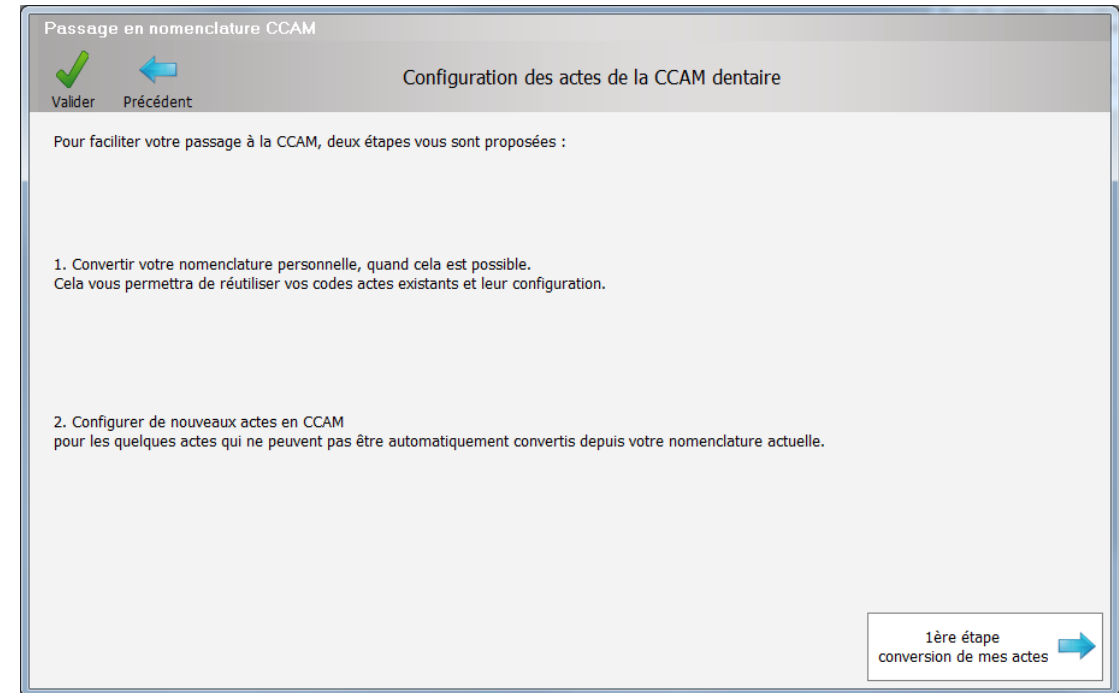 Passage en nomenclature CCAM
Valider
Précédent
Configuration des actes de la CCAM dentaire
Pour faciliter votre passage à la CCAM, deux étapes vous sont proposées :
1. Convertir votre nomenclature personnelle, quand cela est possible.
Cela vous permettra de réutiliser vos codes actes existants et leur configuration.
2. Configurer de nouveaux actes en CCAM
pour les quelques actes qui ne peuvent pas être automatiquement convertis depuis votre nomenclature actuelle.
1ère étape
conversion de mes actes